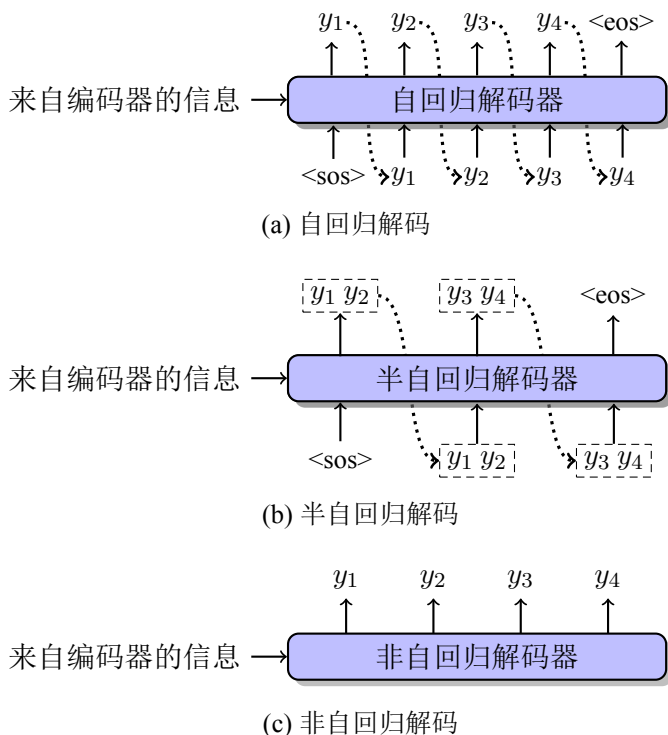 y1 y2 y3 y4 <eos>
来自编码器的信息 自回归解码器
<sos> y1 y2 y3 y4
(a) 自回归解码
y1 y2 y3 y4 <eos>
来自编码器的信息 半自回归解码器
<sos> y1 y2 y3 y4
(b) 半自回归解码
y1 y2 y3 y4
来自编码器的信息 非自回归解码器
(c) 非自回归解码